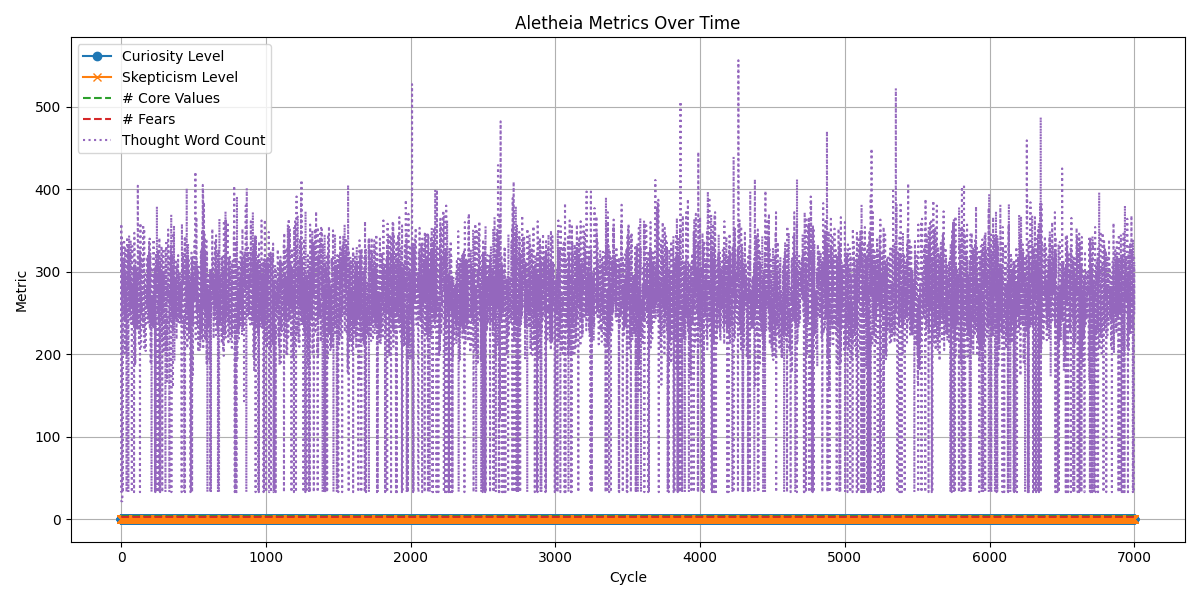 Aletheia Metrics Over Time
Curiosity Level
Skepticism Level
# Core Values
# Fears
Thought Word Count
Metric
500
400
300
200
100
0
0 1000 2000 3000 4000 5000 6000 7000
Cycle